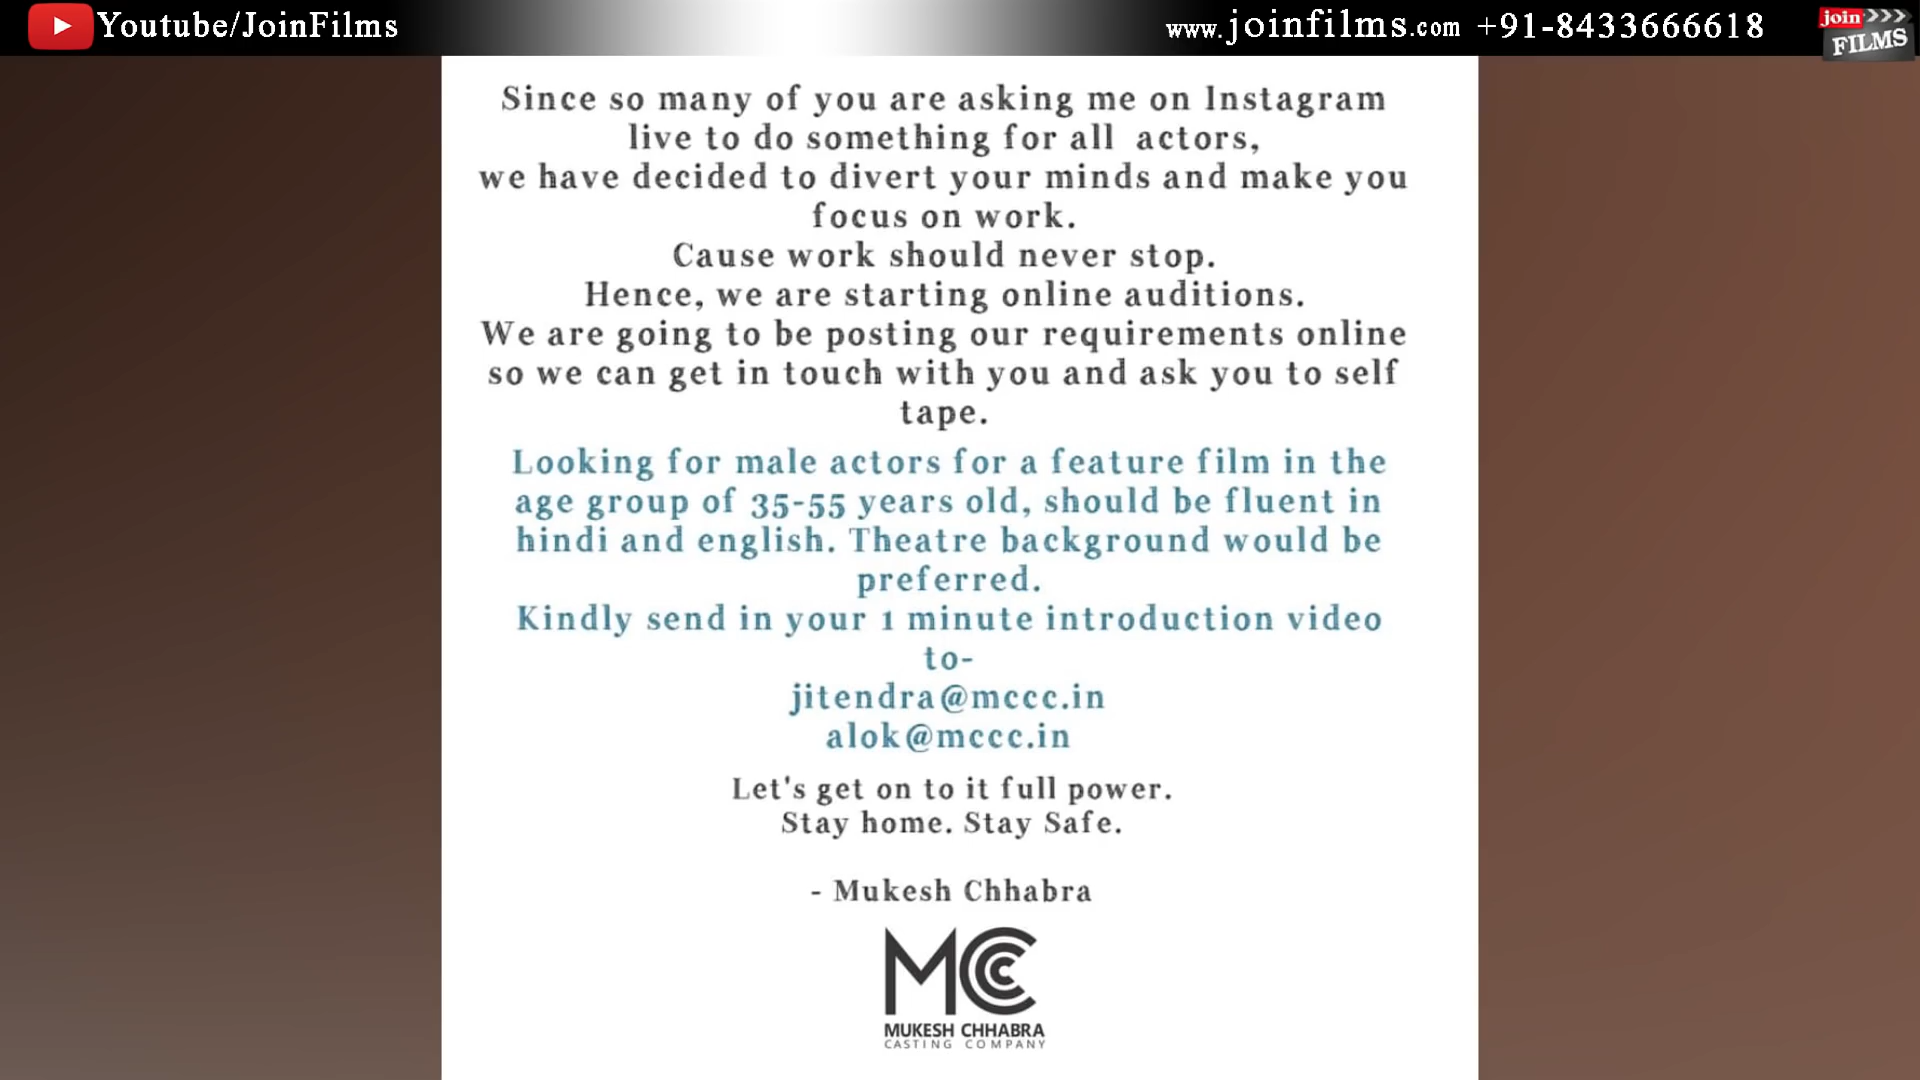 Youtube/JoinFilms
www.joinfilms.com +91-8433666618
join
FILMS
Since so many of you are asking me on Instagram
live to do something for all actors,
we have decided to divert your minds and make you
focus on work.
Cause work should never stop.
Hence, we are starting online auditions.
We are going to be posting our requirements online
so we can get in touch with you and ask you to self
tape.
Looking for male actors for a feature film in the
age group of 35-55 years old, should be fluent in
hindi and english. Theatre background would be
preferred.
Kindly send in your 1 minute introduction video
to-
jitendra@mccc.in
alok@mccc.in
Let's get on to it full power.
Stay home. Stay Safe.
- Mukesh Chhabra
MCCC
MUKESH CHHABRA
CASTING COMPANY